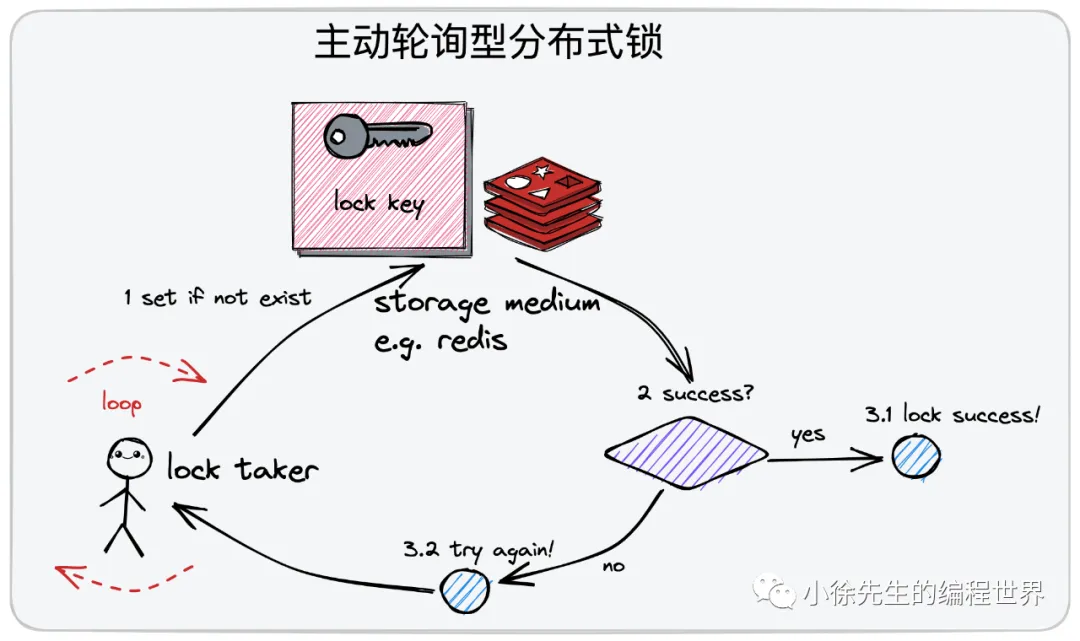 主动轮询型分布式锁
lock key
1 set if not exist
storage medium
e.g. redis
2 success?
3.1 lock success!
yes
loop
lock taker
3.2 try again!
no
小徐先生的编程世界